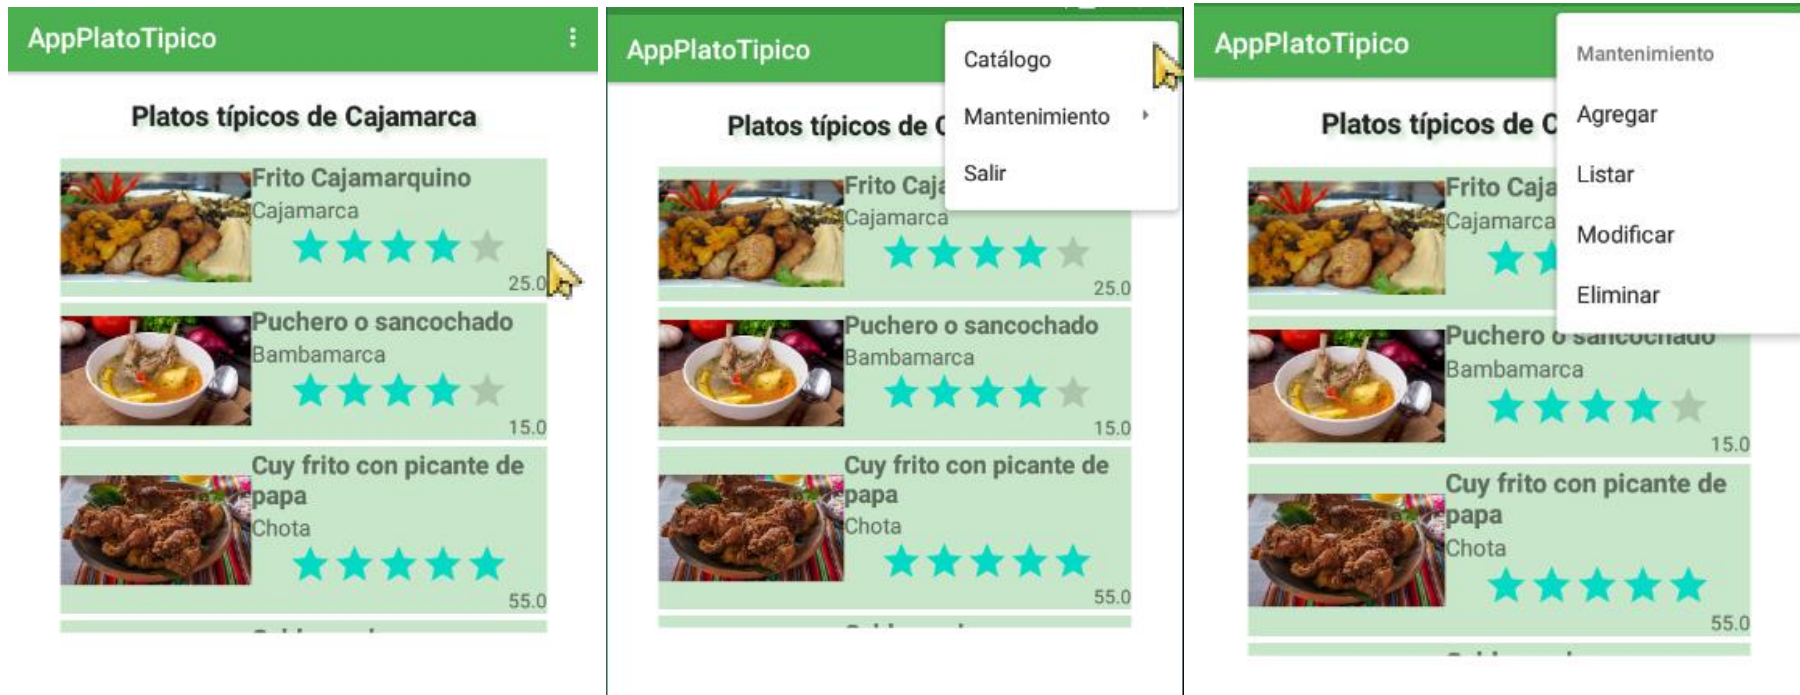 AppPlatoTipico
Platos típicos de Cajamarca
Frito Cajamarquino
Cajamarca
25.0
Puchero o sancochado
Bambamarca
15.0
Cuy frito con picante de
papa
Chota
55.0
AppPlatoTipico
Catálogo
Mantenimiento
Salir
Platos típicos de
Frito
Cajamarca
25.0
Puchero o sancochado
Bambamarca
15.0
Cuy frito con picante de
papa
Chota
55.0
AppPlatoTipico
Mantenimiento
Agregar
Listar
Modificar
Eliminar
Platos típicos de
Frito
Cajamarca
Puchero o sancochado
Bambamarca
15.0
Cuy frito con picante de
papa
Chota
55.0